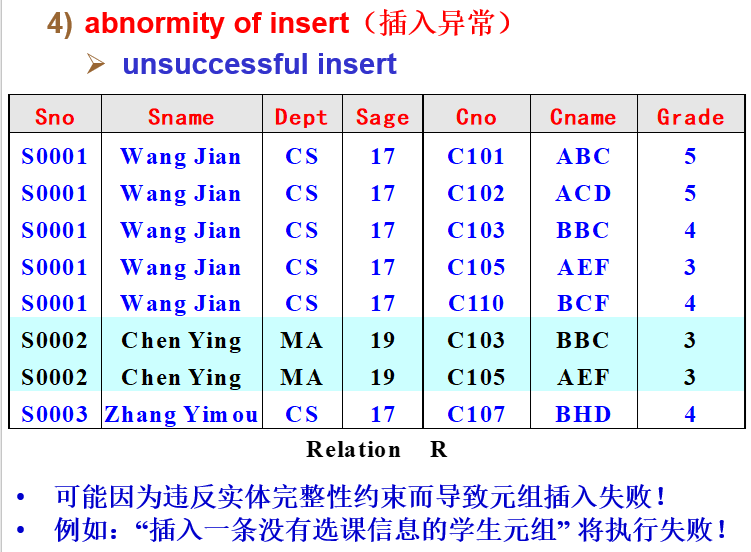 4) abnormity of insert（插入异常）
➢ unsuccessful insert
Sno Sname Dept Sage Cno Cname Grade
S0001 Wang Jian CS 17 C101 ABC 5
S0001 Wang Jian CS 17 C102 ACD 5
S0001 Wang Jian CS 17 C103 BBC 4
S0001 Wang Jian CS 17 C105 AEF 3
S0001 Wang Jian CS 17 C110 BCF 4
S0002 Chen Ying MA 19 C103 BBC 3
S0002 Chen Ying MA 19 C105 AEF 3
S0003 Zhang Yimou CS 17 C107 BHD 4
Relation R
• 可能因为违反实体完整性约束而导致元组插入失败！
• 例如：“插入一条没有选课信息的学生元组” 将执行失败！